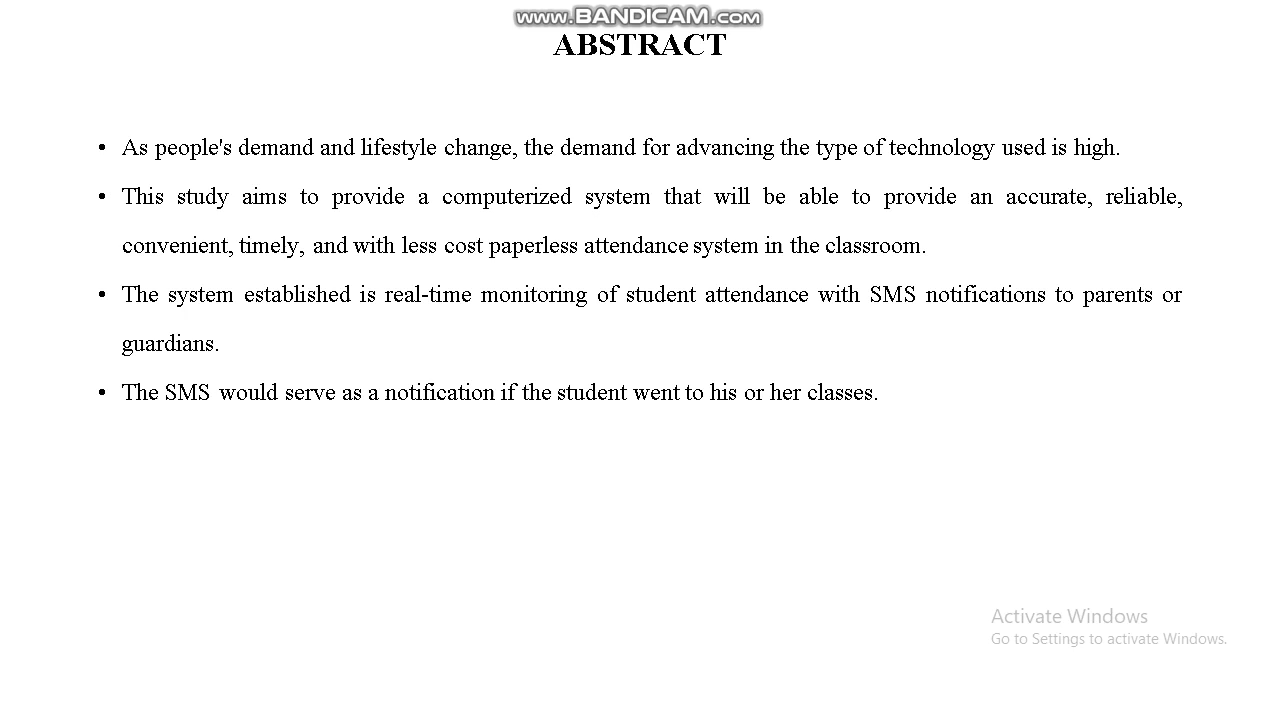 www.BANDICAM.com
ABSTRACT
• As people's demand and lifestyle change, the demand for advancing the type of technology used is high.
• This study aims to provide a computerized system that will be able to provide an accurate, reliable,
convenient, timely, and with less cost paperless attendance system in the classroom.
• The system established is real-time monitoring of student attendance with SMS notifications to parents or
guardians.
• The SMS would serve as a notification if the student went to his or her classes.
Activate Windows
Go to Settings to activate Windows.